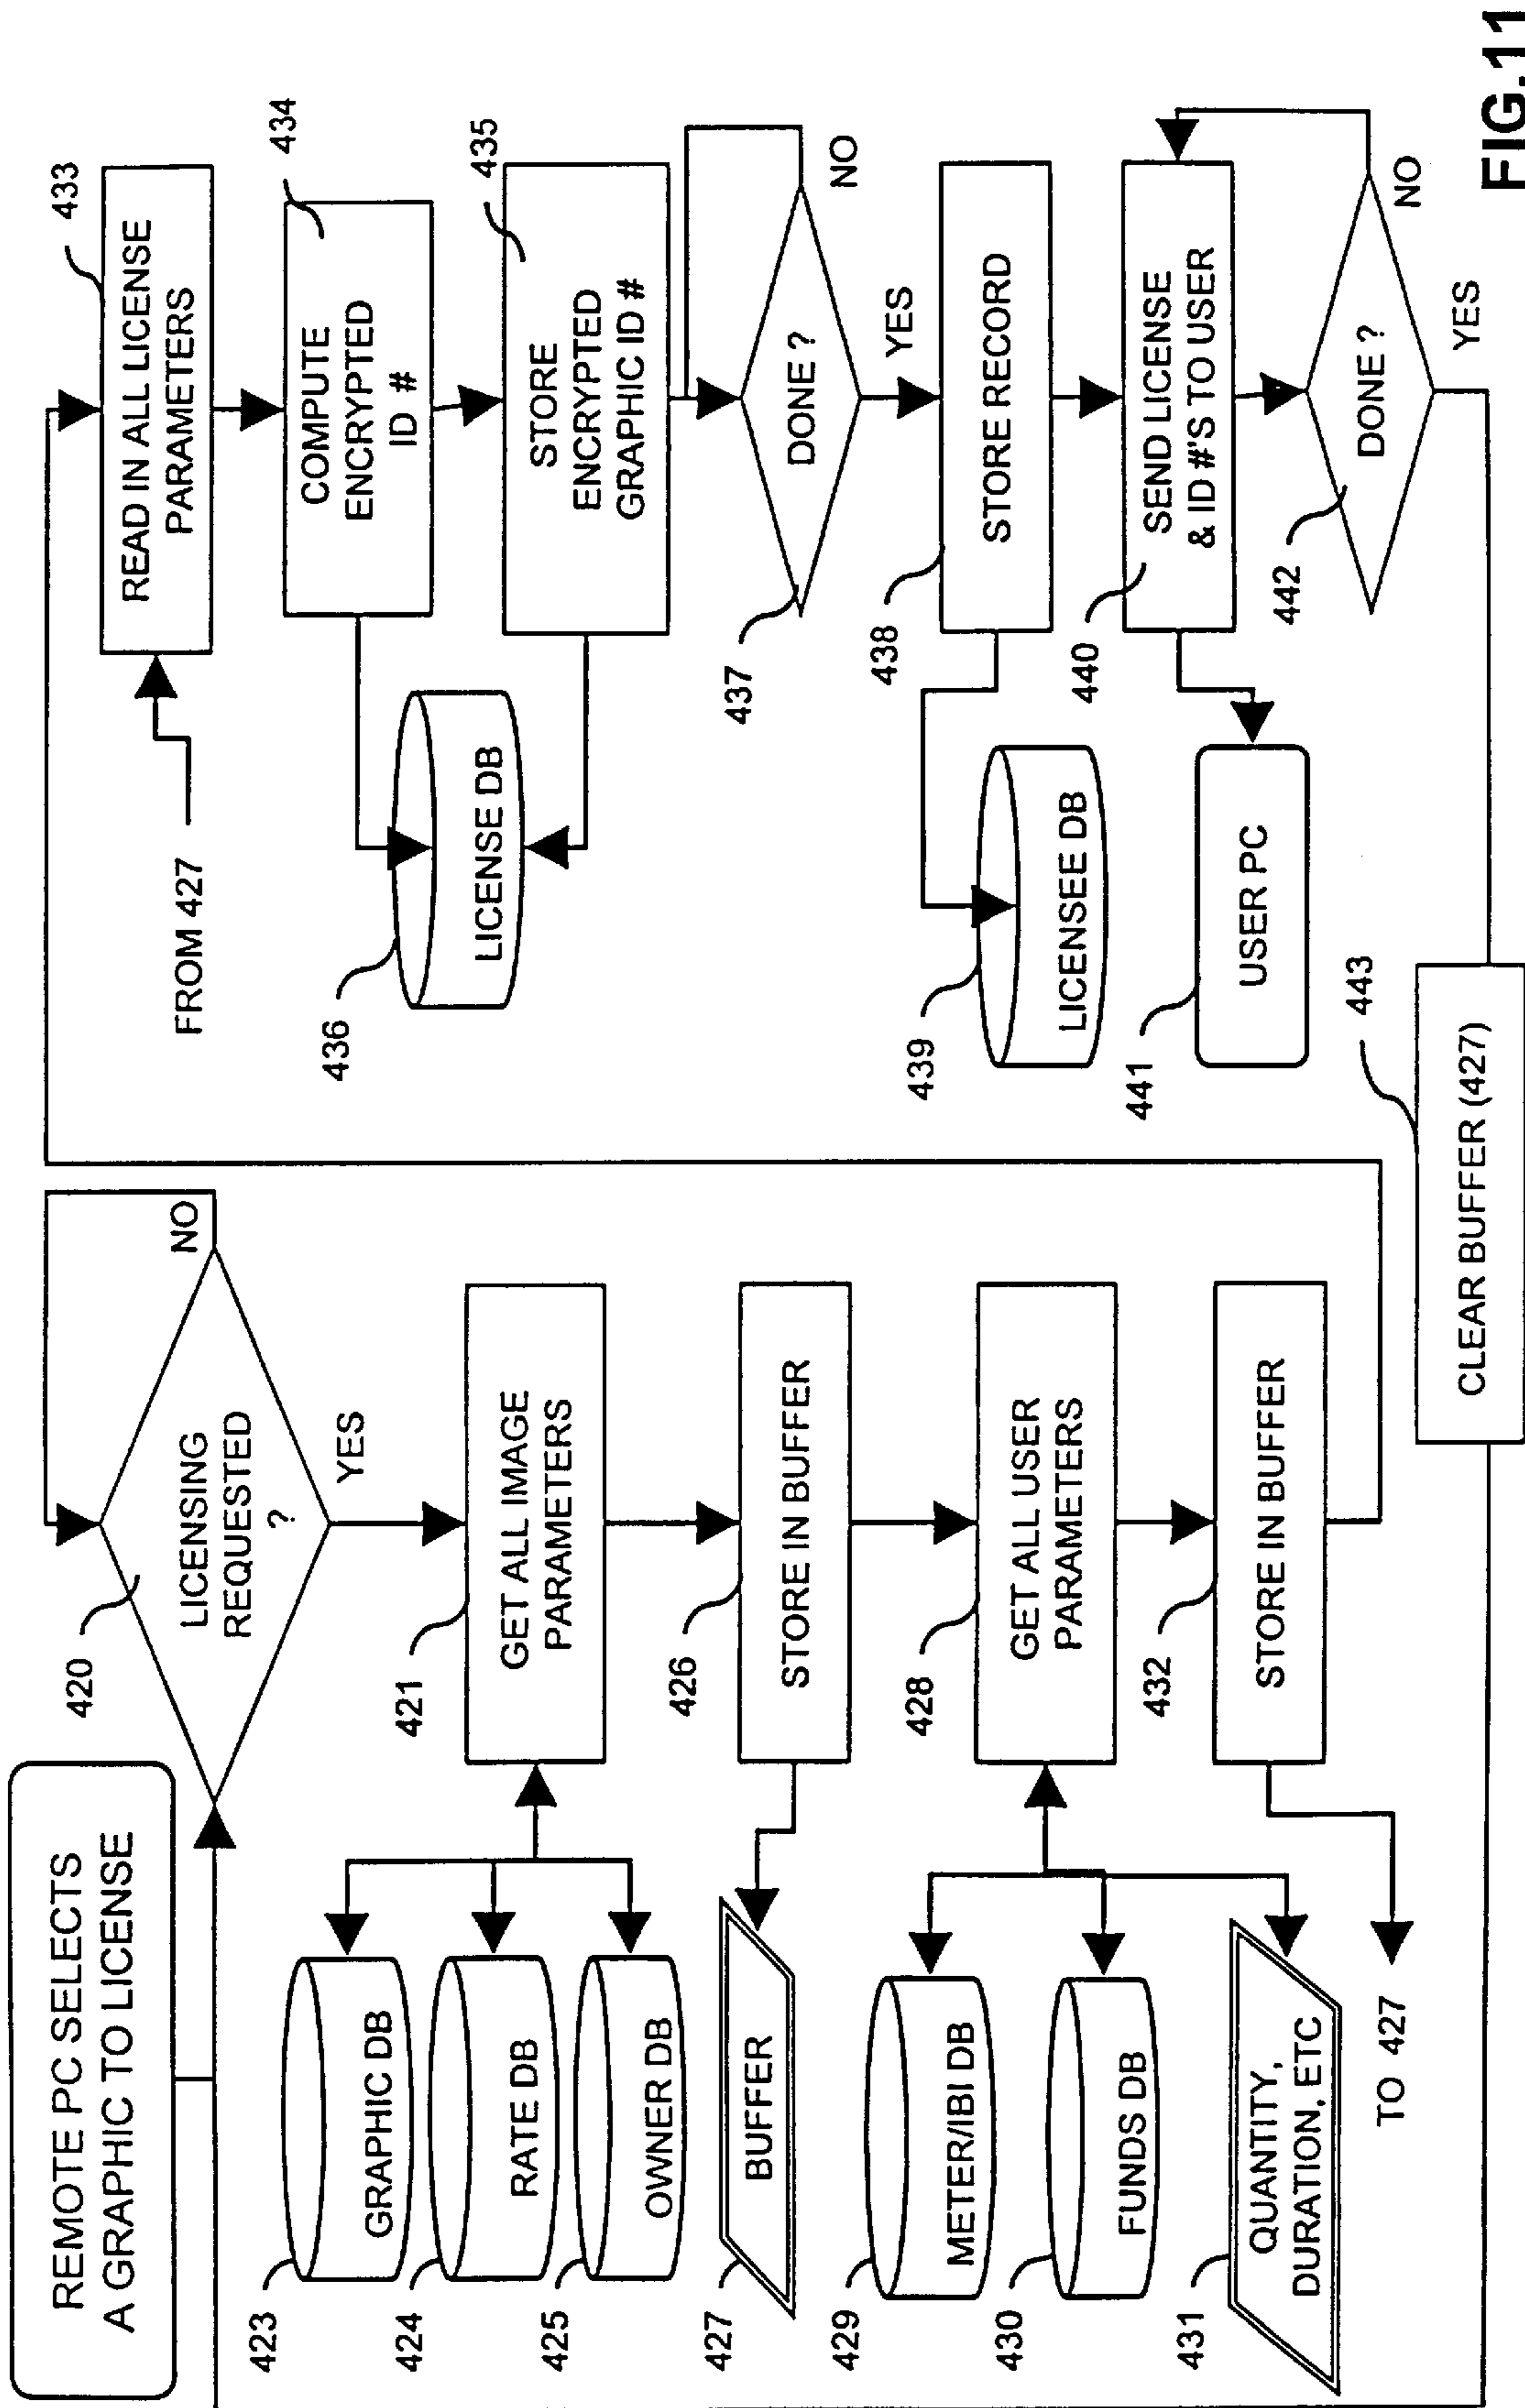 REMOTE PC SELECTS
A GRAPHIC TO LICENSE
420
LICENSING
REQUESTED
?
NO
YES
421
GET ALL IMAGE
PARAMETERS
423
GRAPHIC DB
424
RATE DB
425
OWNER DB
426
STORE IN BUFFER
427
BUFFER
428
GET ALL USER
PARAMETERS
429
METER/IBI DB
430
FUNDS DB
431
QUANTITY,
DURATION, ETC
432
STORE IN BUFFER
TO 427
433
READ IN ALL LICENSE
PARAMETERS
FROM 427
434
COMPUTE
ENCRYPTED
ID #
435
STORE
ENCRYPTED
GRAPHIC ID #
436
LICENSE DB
437
DONE ?
NO
YES
438
STORE RECORD
439
LICENSEE DB
440
SEND LICENSE
& ID #'S TO USER
441
USER PC
442
DONE ?
NO
YES
443
CLEAR BUFFER (427)
FIG.11